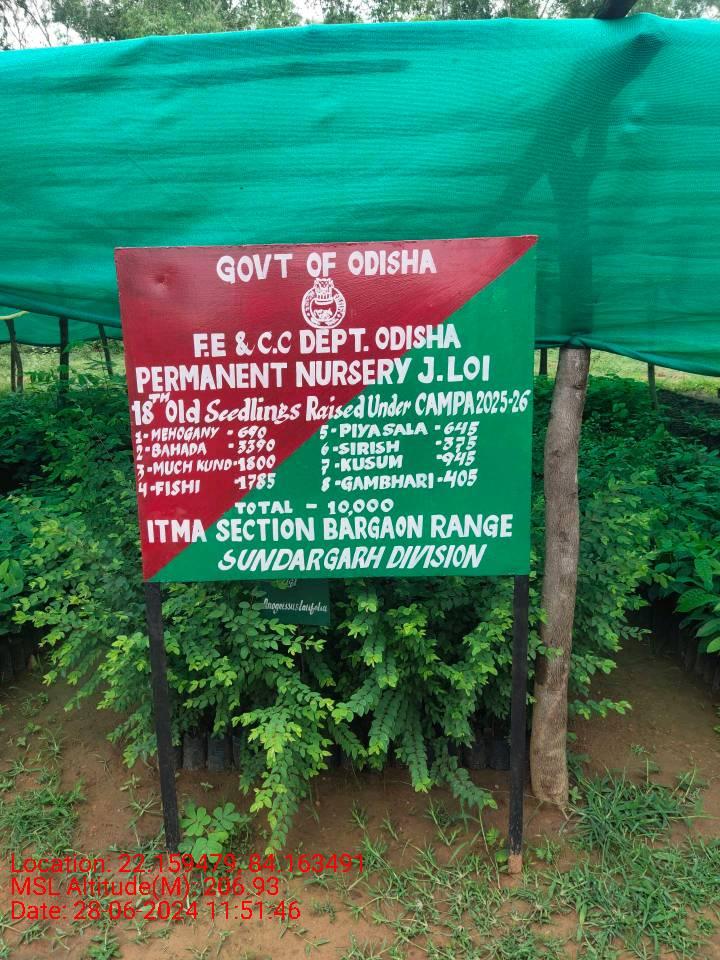 GOVT OF ODISHA
F.E & C.C DEPT. ODISHA
PERMANENT NURSERY J.LOI
18TH Old Seedlings Raised Under CAMPA 2025-26
1-MEHOGANY -690
2-BAHADA -3390
3-MUCH KUND-1800
4-FISHI -1785
5-PIYA SALA -645
6-SIRISH -375
7-KUSUM -945
8-GAMBHARI-405
TOTAL - 10,000
ITMA SECTION BARGAON RANGE
SUNDARGARH DIVISION
Location: 22.159479, 84.163491
MSL Altitude(M): 206.93
Date: 28-06-2024 11:51:46